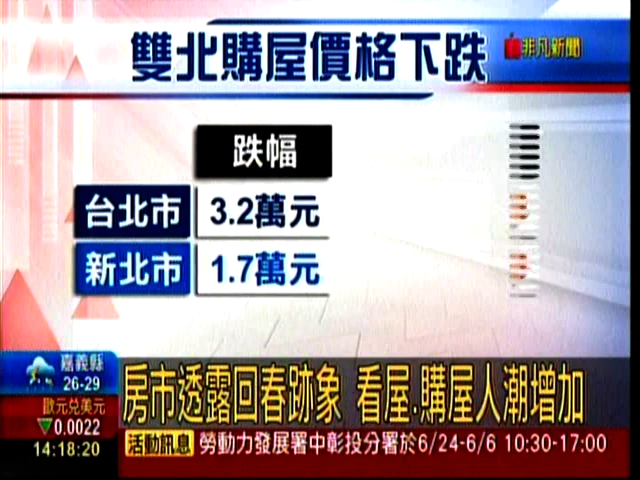 雙北購屋價格下跌
非凡新聞
跌幅
台北市 3.2萬元
新北市 1.7萬元
嘉義縣
26-29
房市透露回春跡象 看屋.購屋人潮增加
歐元兌美元
▼0.0022
14:18:20
活動訊息 勞動力發展署中彰投分署於6/24-6/6 10:30-17:00